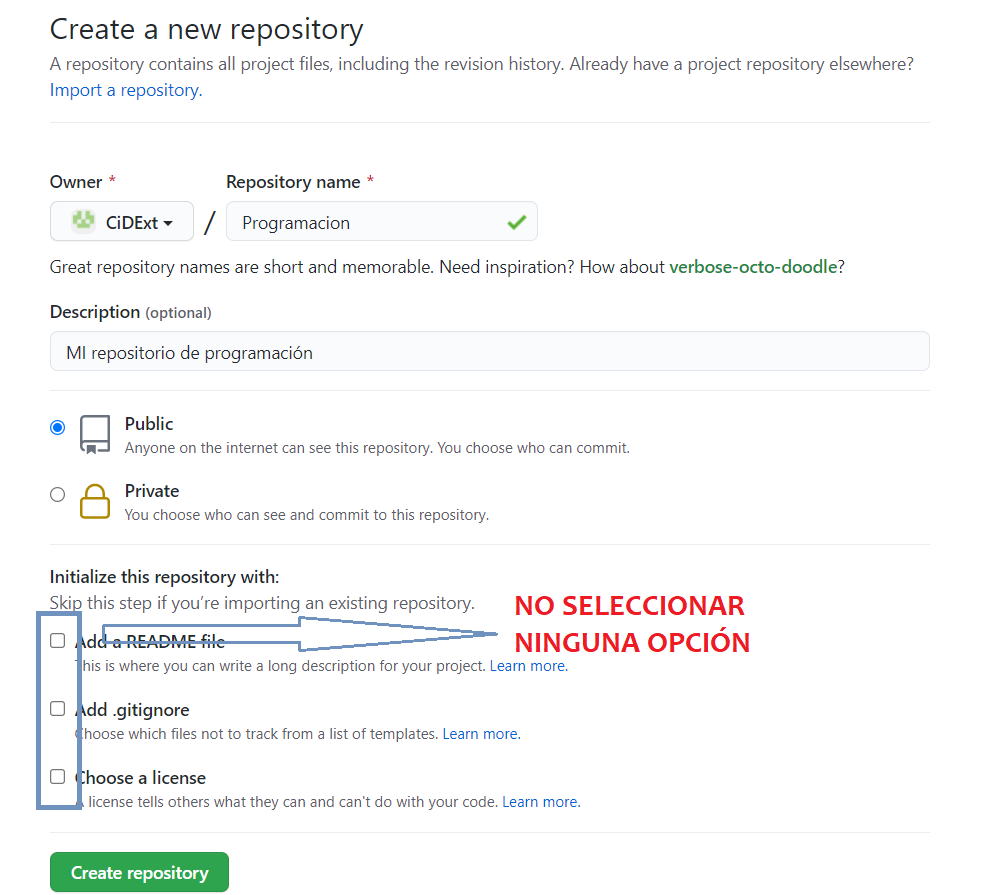 Create a new repository
A repository contains all project files, including the revision history. Already have a project repository elsewhere?
Import a repository.
Owner *
Repository name *
CiDExt
/
Programacion
Great repository names are short and memorable. Need inspiration? How about verbose-octo-doodle?
Description (optional)
MI repositorio de programación
Public
Anyone on the internet can see this repository. You choose who can commit.
Private
You choose who can see and commit to this repository.
Initialize this repository with:
Skip this step if you're importing an existing repository.
NO SELECCIONAR
NINGUNA OPCIÓN
Add a README file
This is where you can write a long description for your project. Learn more.
Add .gitignore
Choose which files not to track from a list of templates. Learn more.
Choose a license
A license tells others what they can and can't do with your code. Learn more.
Create repository